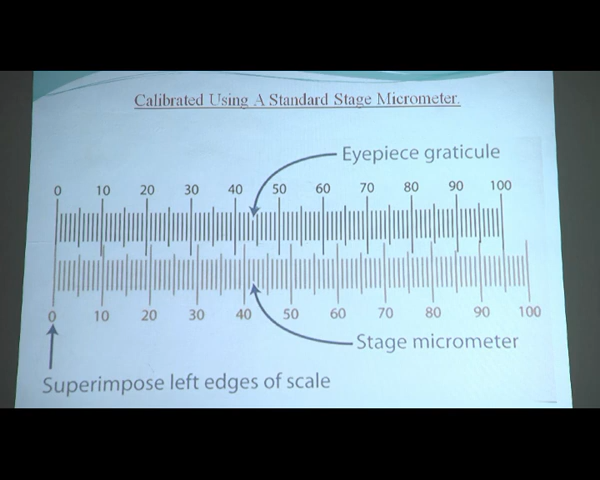 Calibrated Using A Standard Stage Micrometer.
Eyepiece graticule
0 10 20 30 40 50 60 70 80 90 100
0 10 20 30 40 50 60 70 80 90 100
Stage micrometer
Superimpose left edges of scale